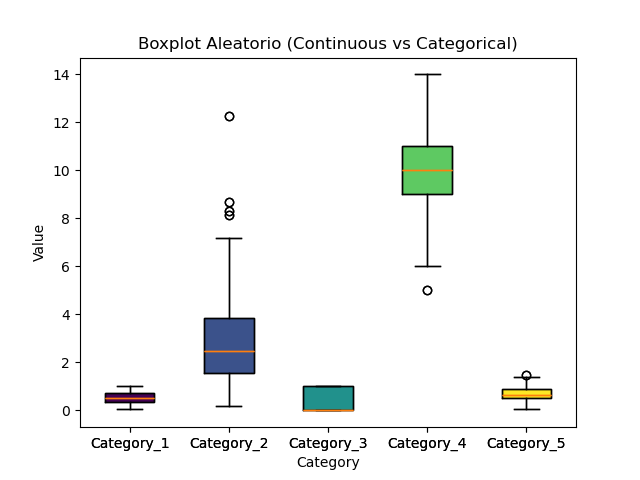 Boxplot Aleatorio (Continuous vs Categorical)
14
12
10
8
6
4
2
0
Value
Category_1 Category_2 Category_3 Category_4 Category_5
Category